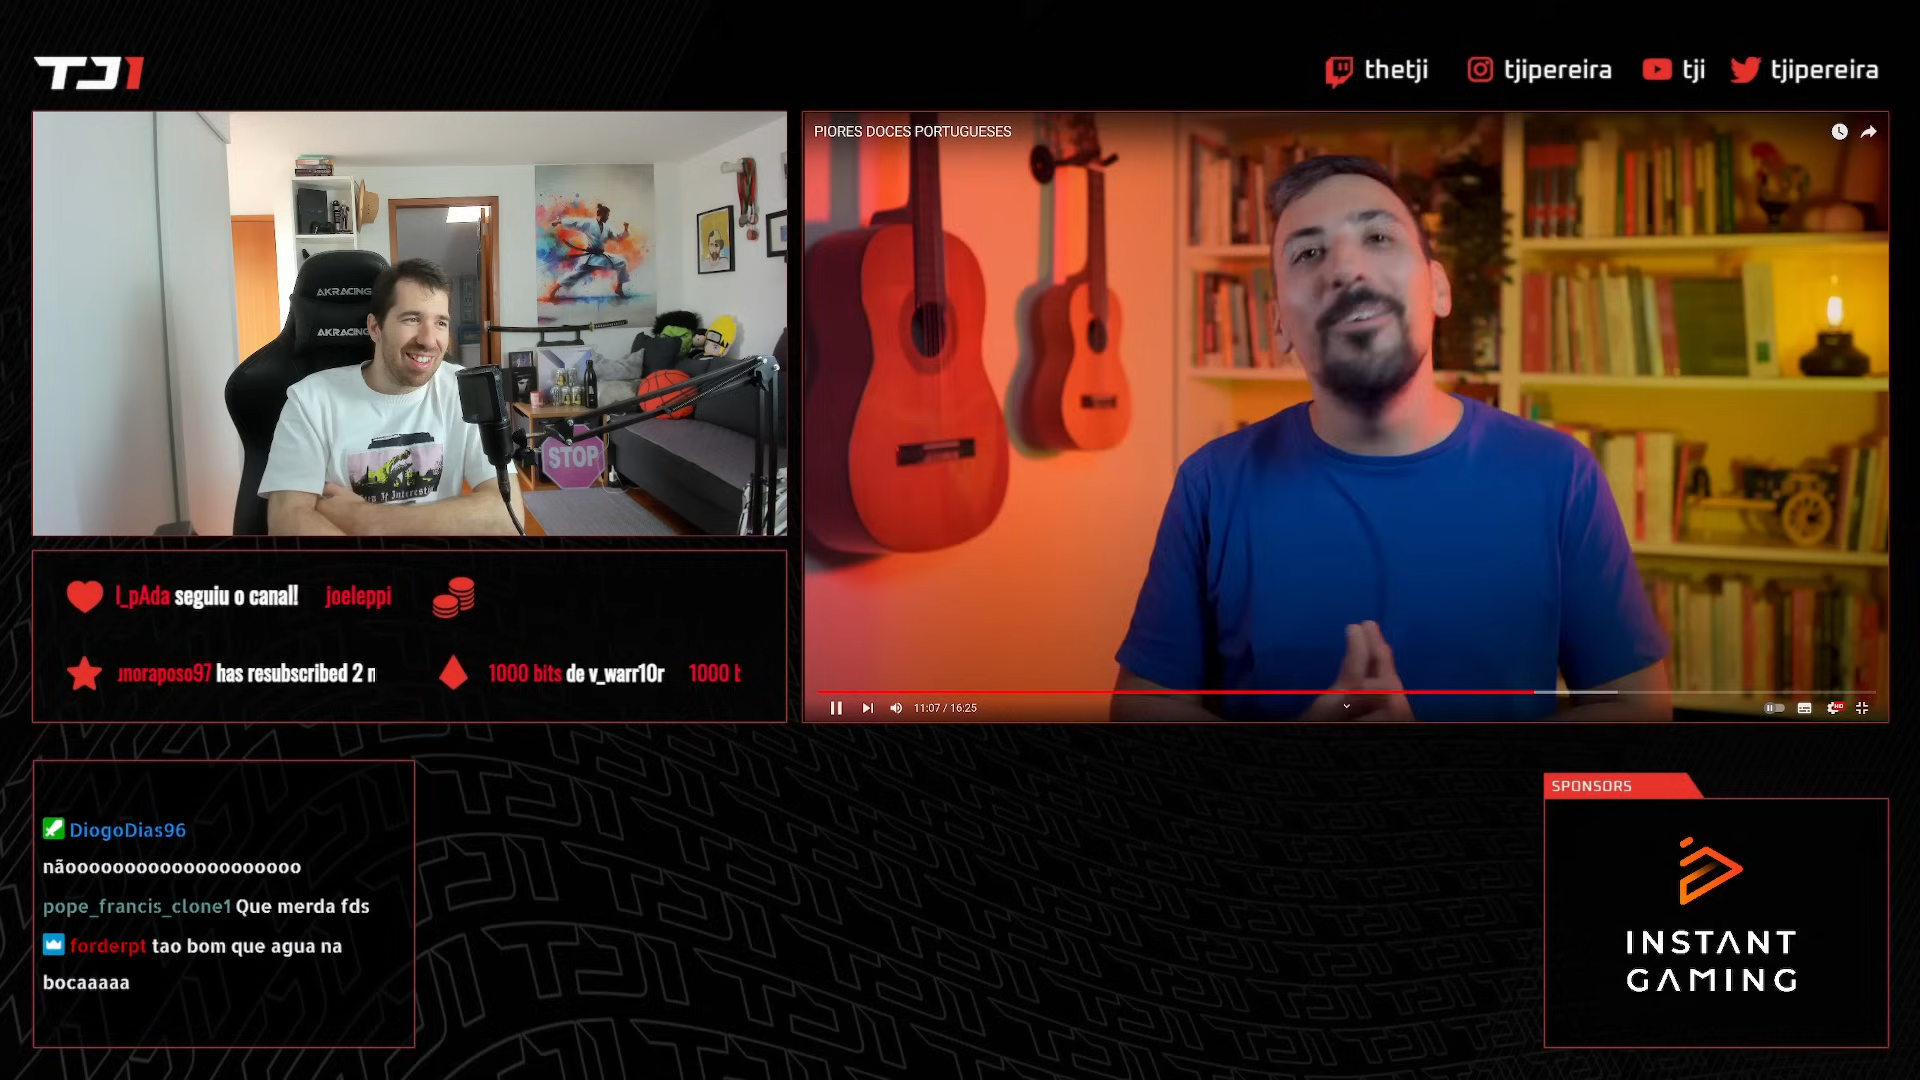 TJI
thetji
tjipereira
tji
tjipereira
PIORES DOCES PORTUGUESES
AKRACING
AKRACING
STOP
l_pAda seguiu o canal! joeleppi
moraposo97 has resubscribed 2
1000 bits de v_warr10r 1000 b
11:07 / 16:25
HD
DiogoDias96
nãoooooooooooooooooooo
pope_francis_clone1 Que merda fds
forderpt tao bom que agua na
bocaaaaa
SPONSORS
INSTANT
GAMING